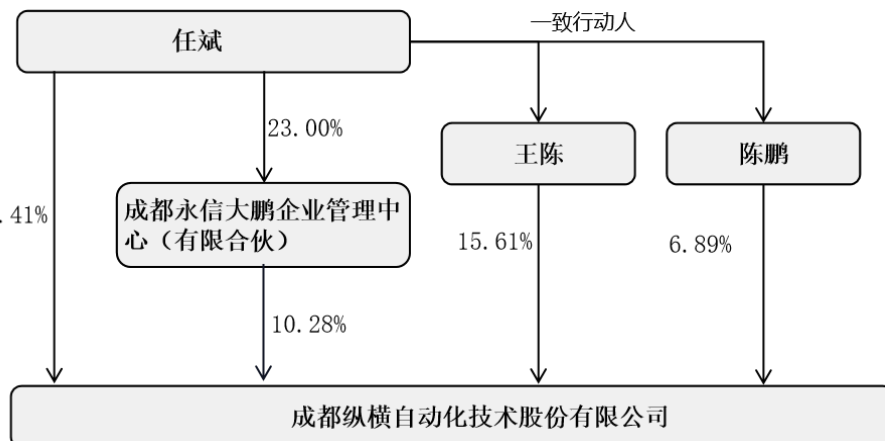 一致行动人
任斌
23.00%
王陈
陈鹏
成都永信大鹏企业管理中
心（有限合伙）
.41%
15.61%
6.89%
10.28%
成都纵横自动化技术股份有限公司